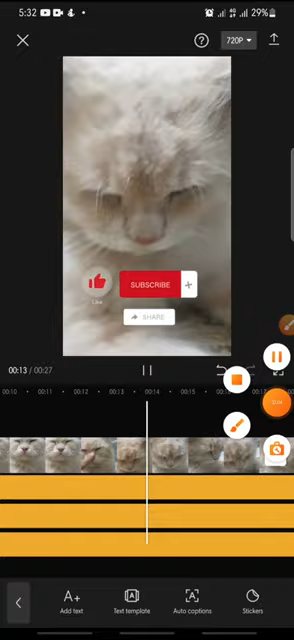 5:32
29%
720P
Like
SUBSCRIBE
SHARE
00:13 / 00:27
00:10 00:11 00:12 00:13 00:14 00:15 00:16
Add text
Text template
Auto captions
Stickers